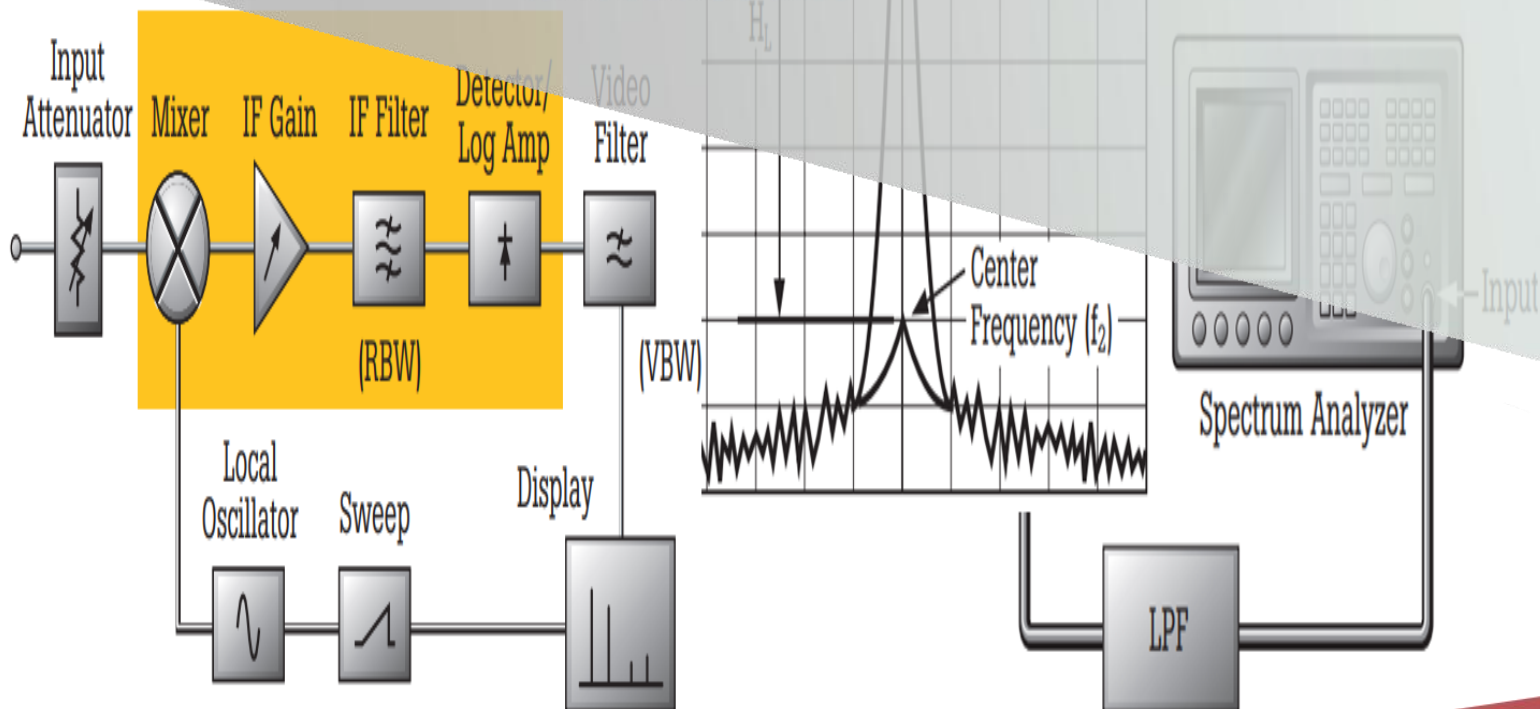 Input
Attenuator
Mixer
IF Gain
IF Filter
Detector/
Log Amp
Video
Filter
(RBW)
(VBW)
Local
Oscillator
Sweep
Display
H_L
Center
Frequency (f₂)
Input
Spectrum Analyzer
LPF